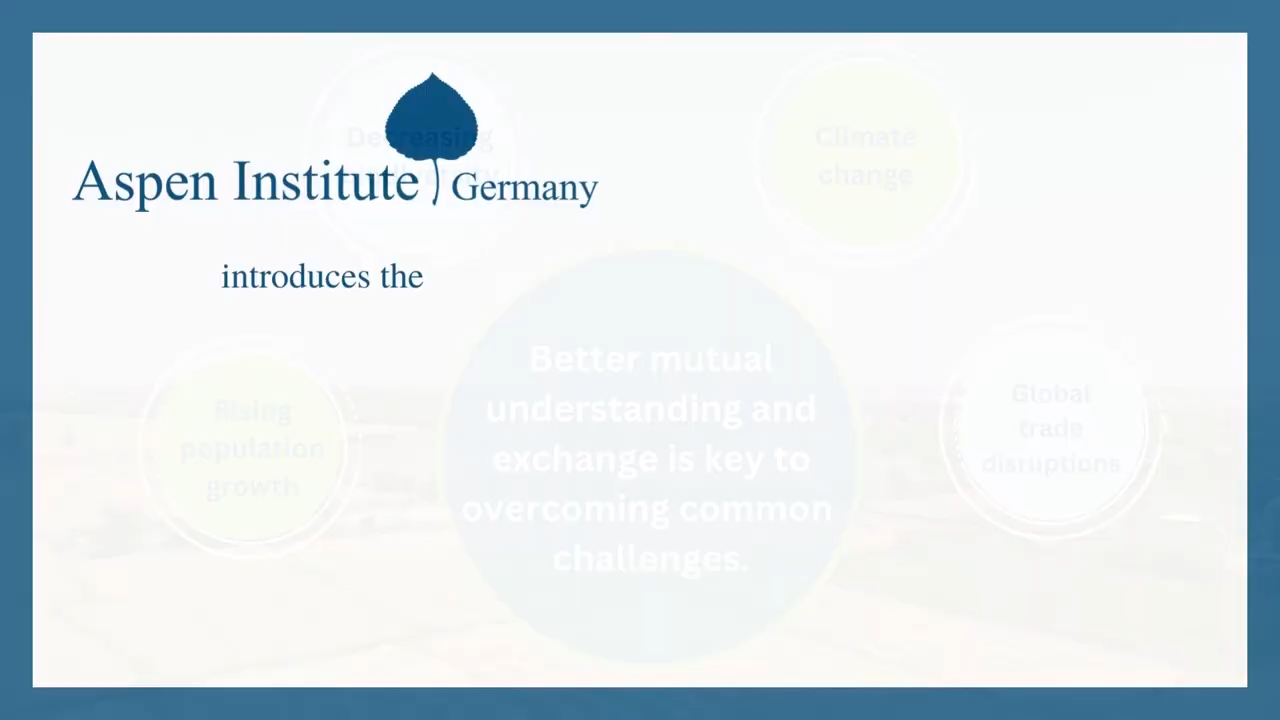 Aspen Institute Germany
introduces the
Decreasing
Climate
change
Better mutual
understanding and
exchange is key to
overcoming common
challenges.
Rising
population
growth
Global
trade
disruptions